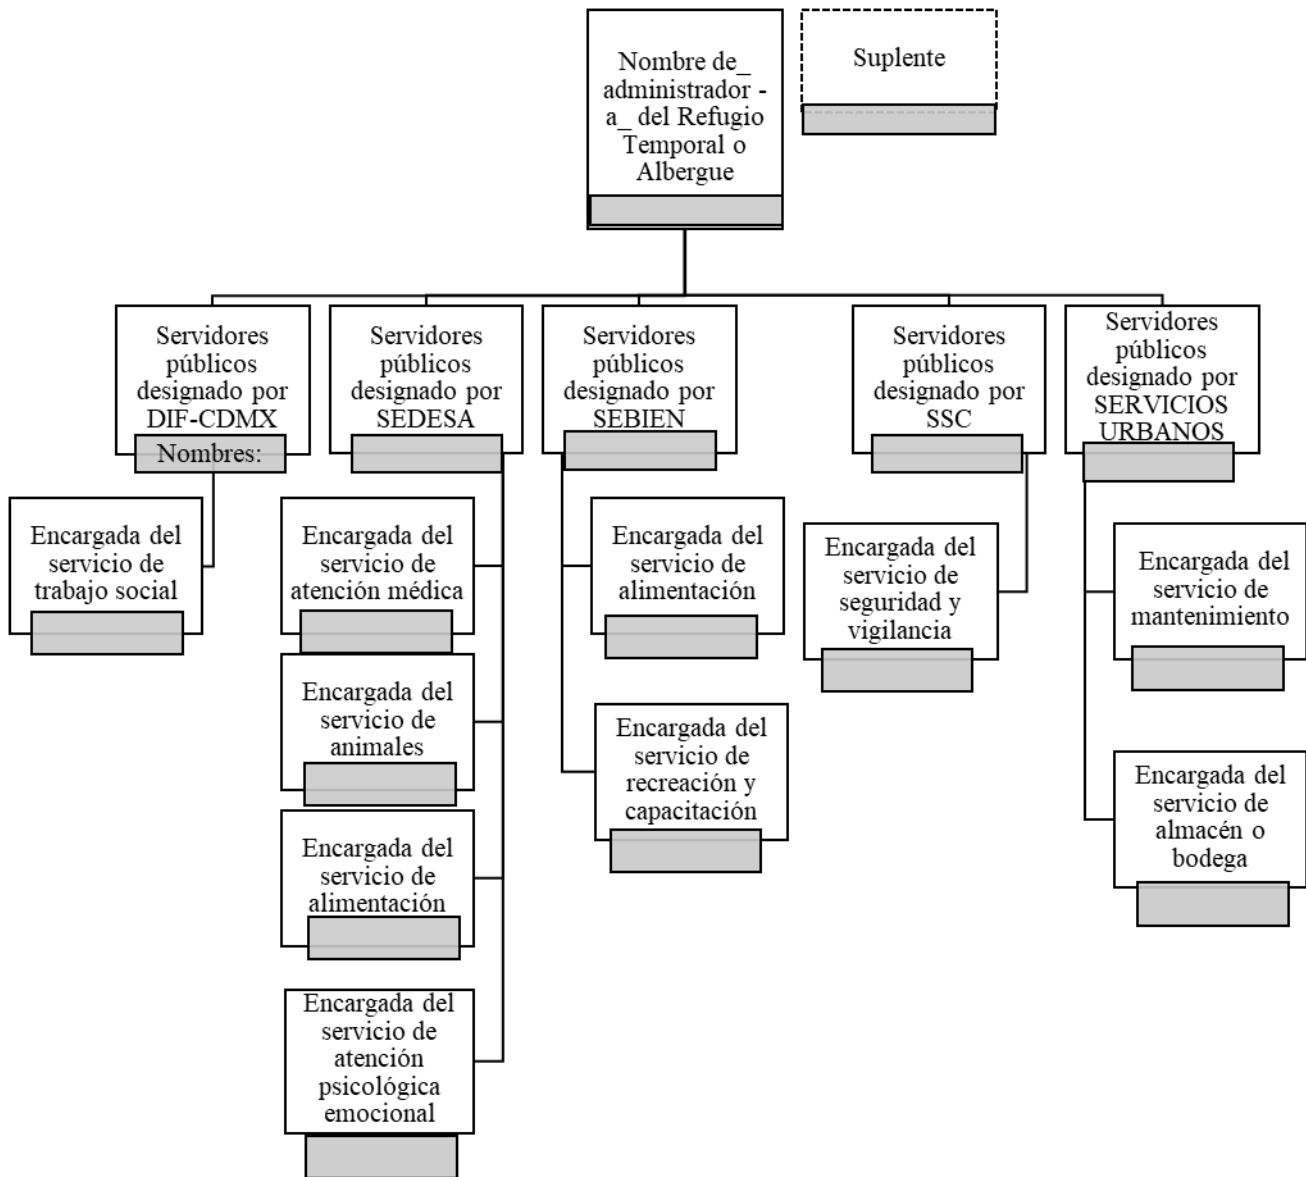 Nombre de_
administrador -
a_ del Refugio
Temporal o
Albergue
Suplente
Servidores
públicos
designado por
DIF-CDMX
Nombres:
Servidores
públicos
designado por
SEDESA
Servidores
públicos
designado por
SEBIEN
Servidores
públicos
designado por
SSC
Servidores
públicos
designado por
SERVICIOS
URBANOS
Encargada del
servicio de
trabajo social
Encargada del
servicio de
atención médica
Encargada del
servicio de
animales
Encargada del
servicio de
alimentación
Encargada del
servicio de
atención
psicológica
emocional
Encargada del
servicio de
alimentación
Encargada del
servicio de
recreación y
capacitación
Encargada del
servicio de
seguridad y
vigilancia
Encargada del
servicio de
mantenimiento
Encargada del
servicio de
almacén o
bodega